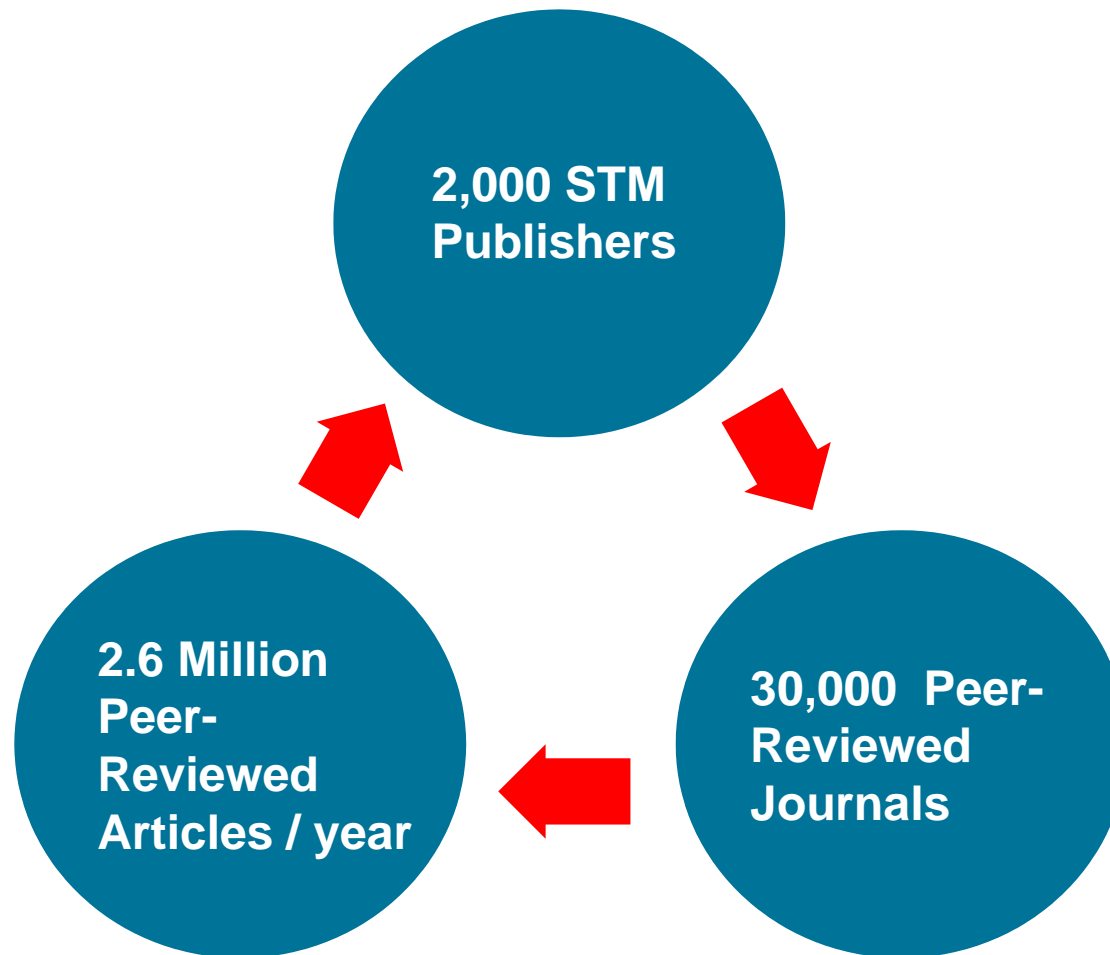 2,000 STM
Publishers
30,000  Peer-
Reviewed
Journals
2.6 Million
Peer-
Reviewed
Articles / year